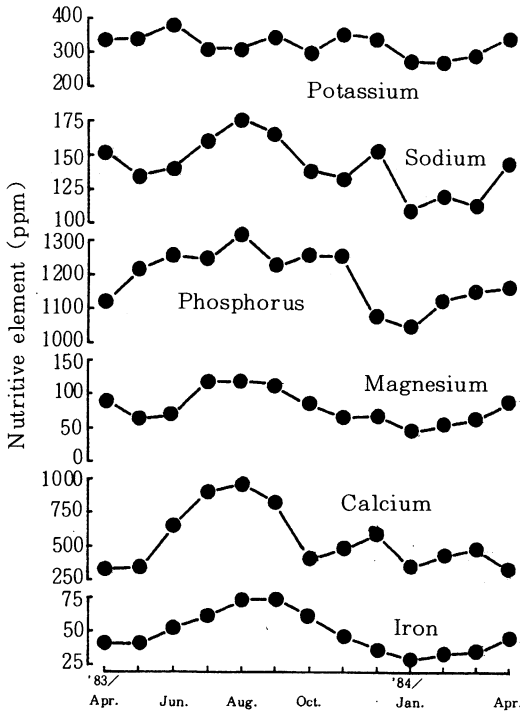 Nutritive element (ppm)
400
300
200
Potassium
175
150
125
100
Sodium
1300
1200
1100
1000
Phosphorus
150
100
50
0
Magnesium
1000
750
500
250
Calcium
75
50
25
Iron
'83/ '84/
Apr. Jun. Aug. Oct. Jan. Apr.